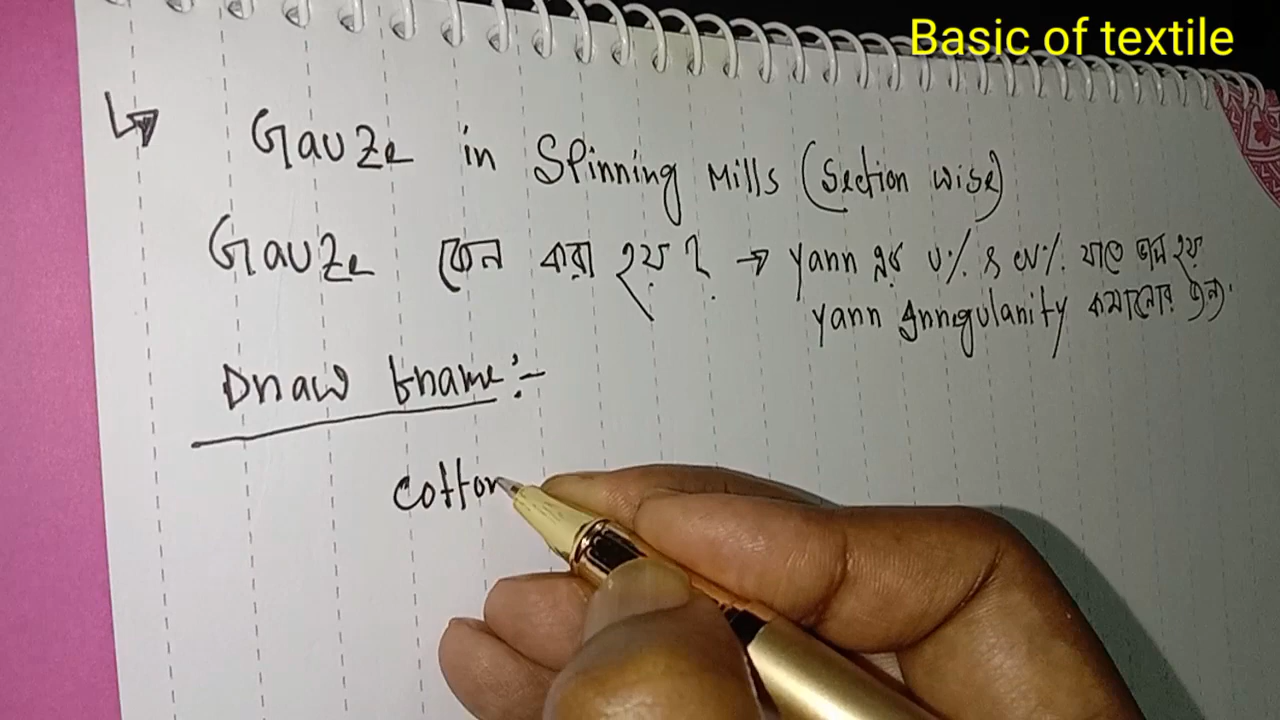 Basic of textile
Gauze in Spinning Mills (Section wise)
Gauze কেন করা হয় ? → Yarn এর U% & CV% যাতে ভাল হয়
Yarn Irregularity কমানোর জন্য.
Draw frame :-
Cotton